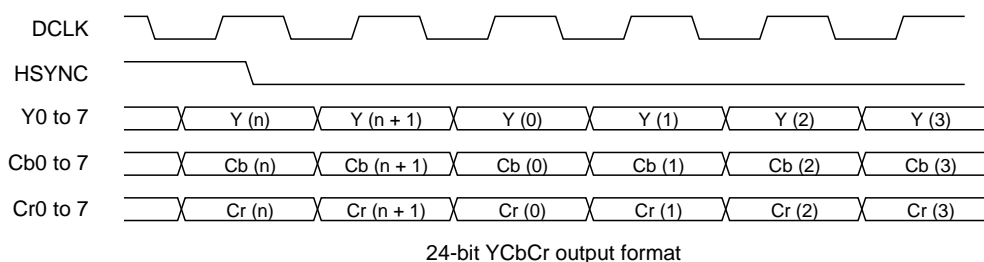 DCLK
HSYNC
Y0 to 7 Y (n) Y (n + 1) Y (0) Y (1) Y (2) Y (3)
Cb0 to 7 Cb (n) Cb (n + 1) Cb (0) Cb (1) Cb (2) Cb (3)
Cr0 to 7 Cr (n) Cr (n + 1) Cr (0) Cr (1) Cr (2) Cr (3)
24-bit YCbCr output format